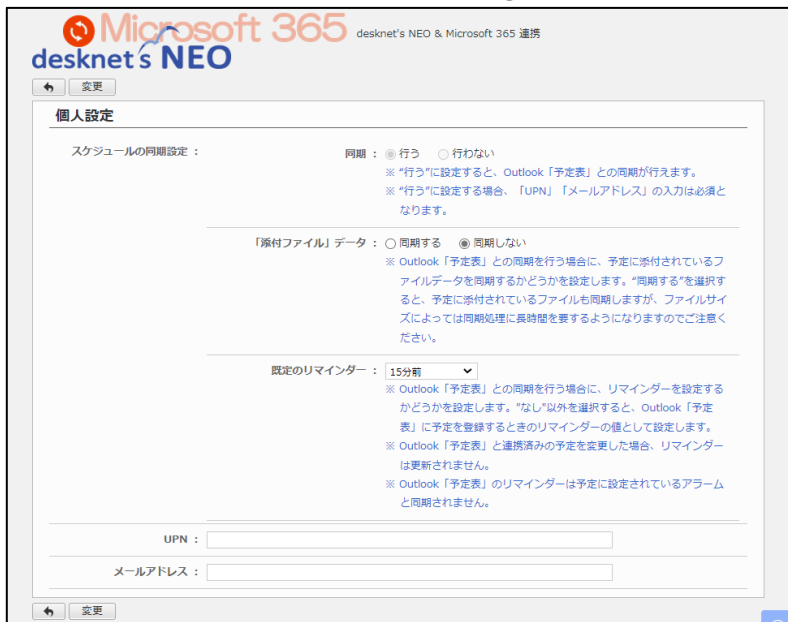 Microsoft 365
desknet's NEO & Microsoft 365 連携
desknet's NEO
変更
個人設定
スケジュールの同期設定 :
同期 : 行う 行わない
※ “行う”に設定すると、Outlook「予定表」との同期が行えます。
※ “行う”に設定する場合、「UPN」「メールアドレス」の入力は必須と
なります。
「添付ファイル」データ : 同期する 同期しない
※ Outlook「予定表」との同期を行う場合に、予定に添付されているフ
ァイルデータを同期するかどうかを設定します。“同期する”を選択す
ると、予定に添付されているファイルも同期しますが、ファイルサイ
ズによっては同期処理に長時間を要するようになりますのでご注意く
ださい。
既定のリマインダー : 15分前
※ Outlook「予定表」との同期を行う場合に、リマインダーを設定する
かどうかを設定します。“なし”以外を選択すると、Outlook「予定
表」に予定を登録するときのリマインダーの値として設定します。
※ Outlook「予定表」と連携済みの予定を変更した場合、リマインダー
は更新されません。
※ Outlook「予定表」のリマインダーは予定に設定されているアラーム
と同期されません。
UPN :
メールアドレス :
変更